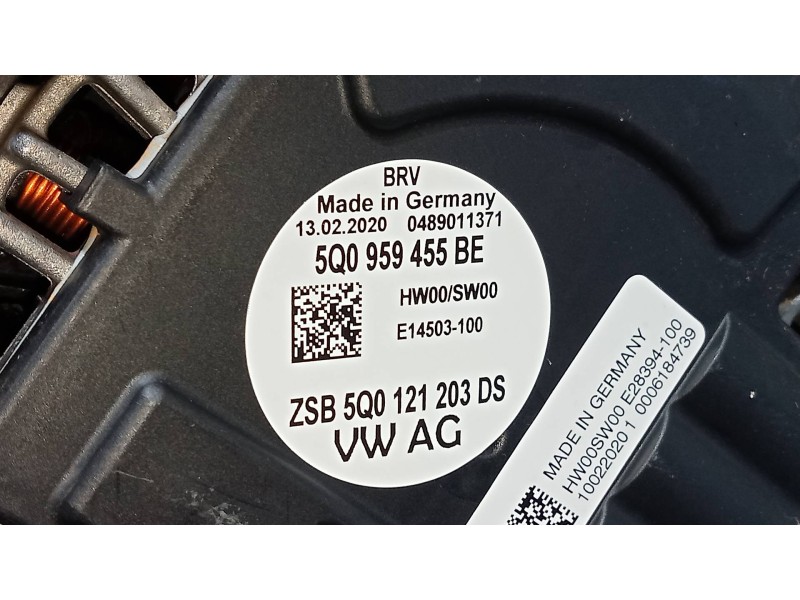 BRV
Made in Germany
13.02.2020 0489011371
5Q0 959 455 BE
HW00/SW00
E14503-100
ZSB 5Q0 121 203 DS
VW AG
MADE IN GERMANY
HW00SW00 E28394-100
10022020 1 0006184739